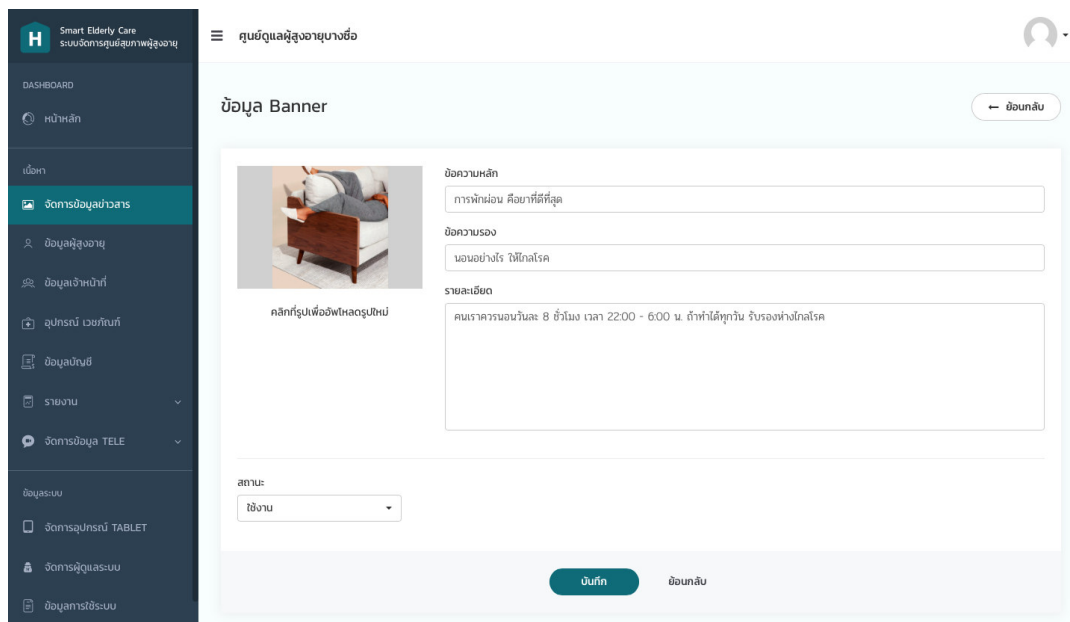 Smart Elderly Care
ระบบจัดการศูนย์สุขภาพผู้สูงอายุ
H
ศูนย์ดูแลผู้สูงอายุบางซื่อ
DASHBOARD
หน้าหลัก
เนื้อหา
จัดการข้อมูลข่าวสาร
ข้อมูลผู้สูงอายุ
ข้อมูลเจ้าหน้าที่
อุปกรณ์ เวชภัณฑ์
ข้อมูลบัญชี
รายงาน
จัดการข้อมูล TELE
ข้อมูลระบบ
จัดการอุปกรณ์ TABLET
จัดการผู้ดูแลระบบ
ข้อมูลการใช้ระบบ
ข้อมูล Banner
← ย้อนกลับ
คลิกที่รูปเพื่ออัพโหลดรูปใหม่
ข้อความหลัก
การพักผ่อน คือยาที่ดีที่สุด
ข้อความรอง
นอนอย่างไร ให้ไกลโรค
รายละเอียด
คนเราควรนอนวันละ 8 ชั่วโมง เวลา 22:00 - 6:00 น. ถ้าทำได้ทุกวัน รับรองห่างไกลโรค
สถานะ
ใช้งาน
บันทึก
ย้อนกลับ